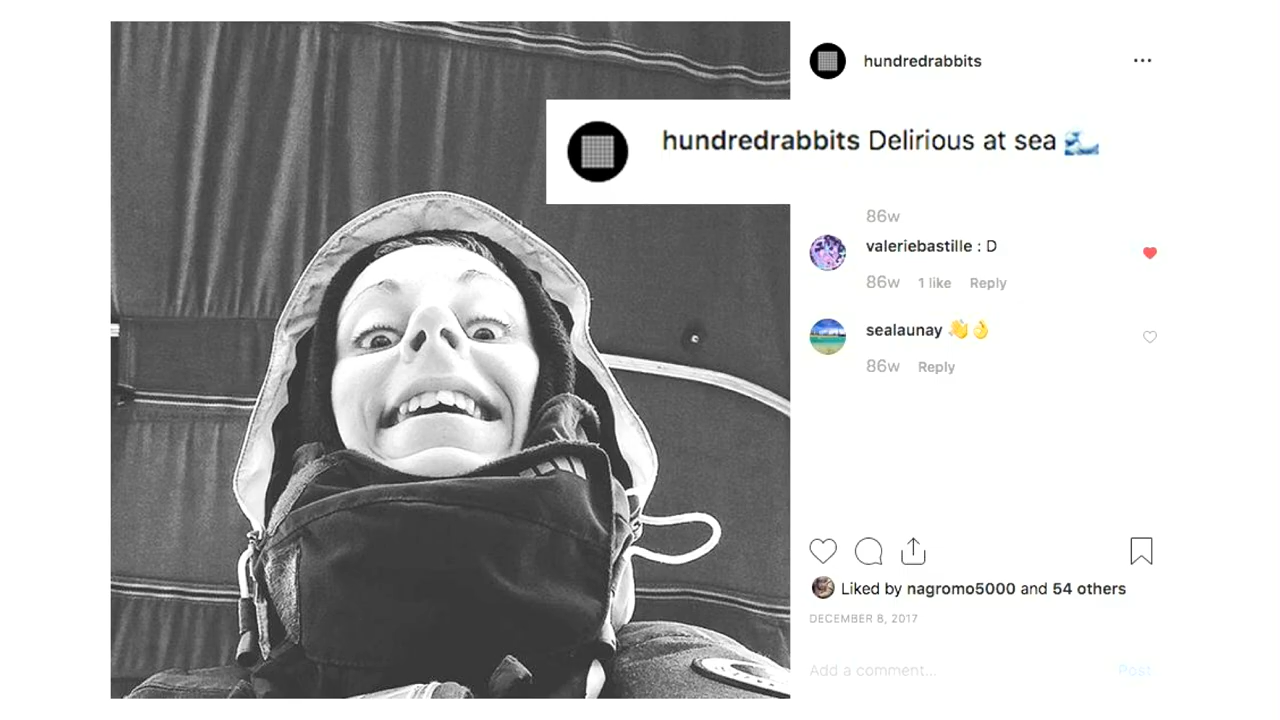 hundredrabbits
hundredrabbits Delirious at sea 🌊
86w
valeriebastille : D
86w 1 like Reply
sealaunay 👏👌
86w Reply
Liked by nagromo5000 and 54 others
DECEMBER 8, 2017
Add a comment...
Post